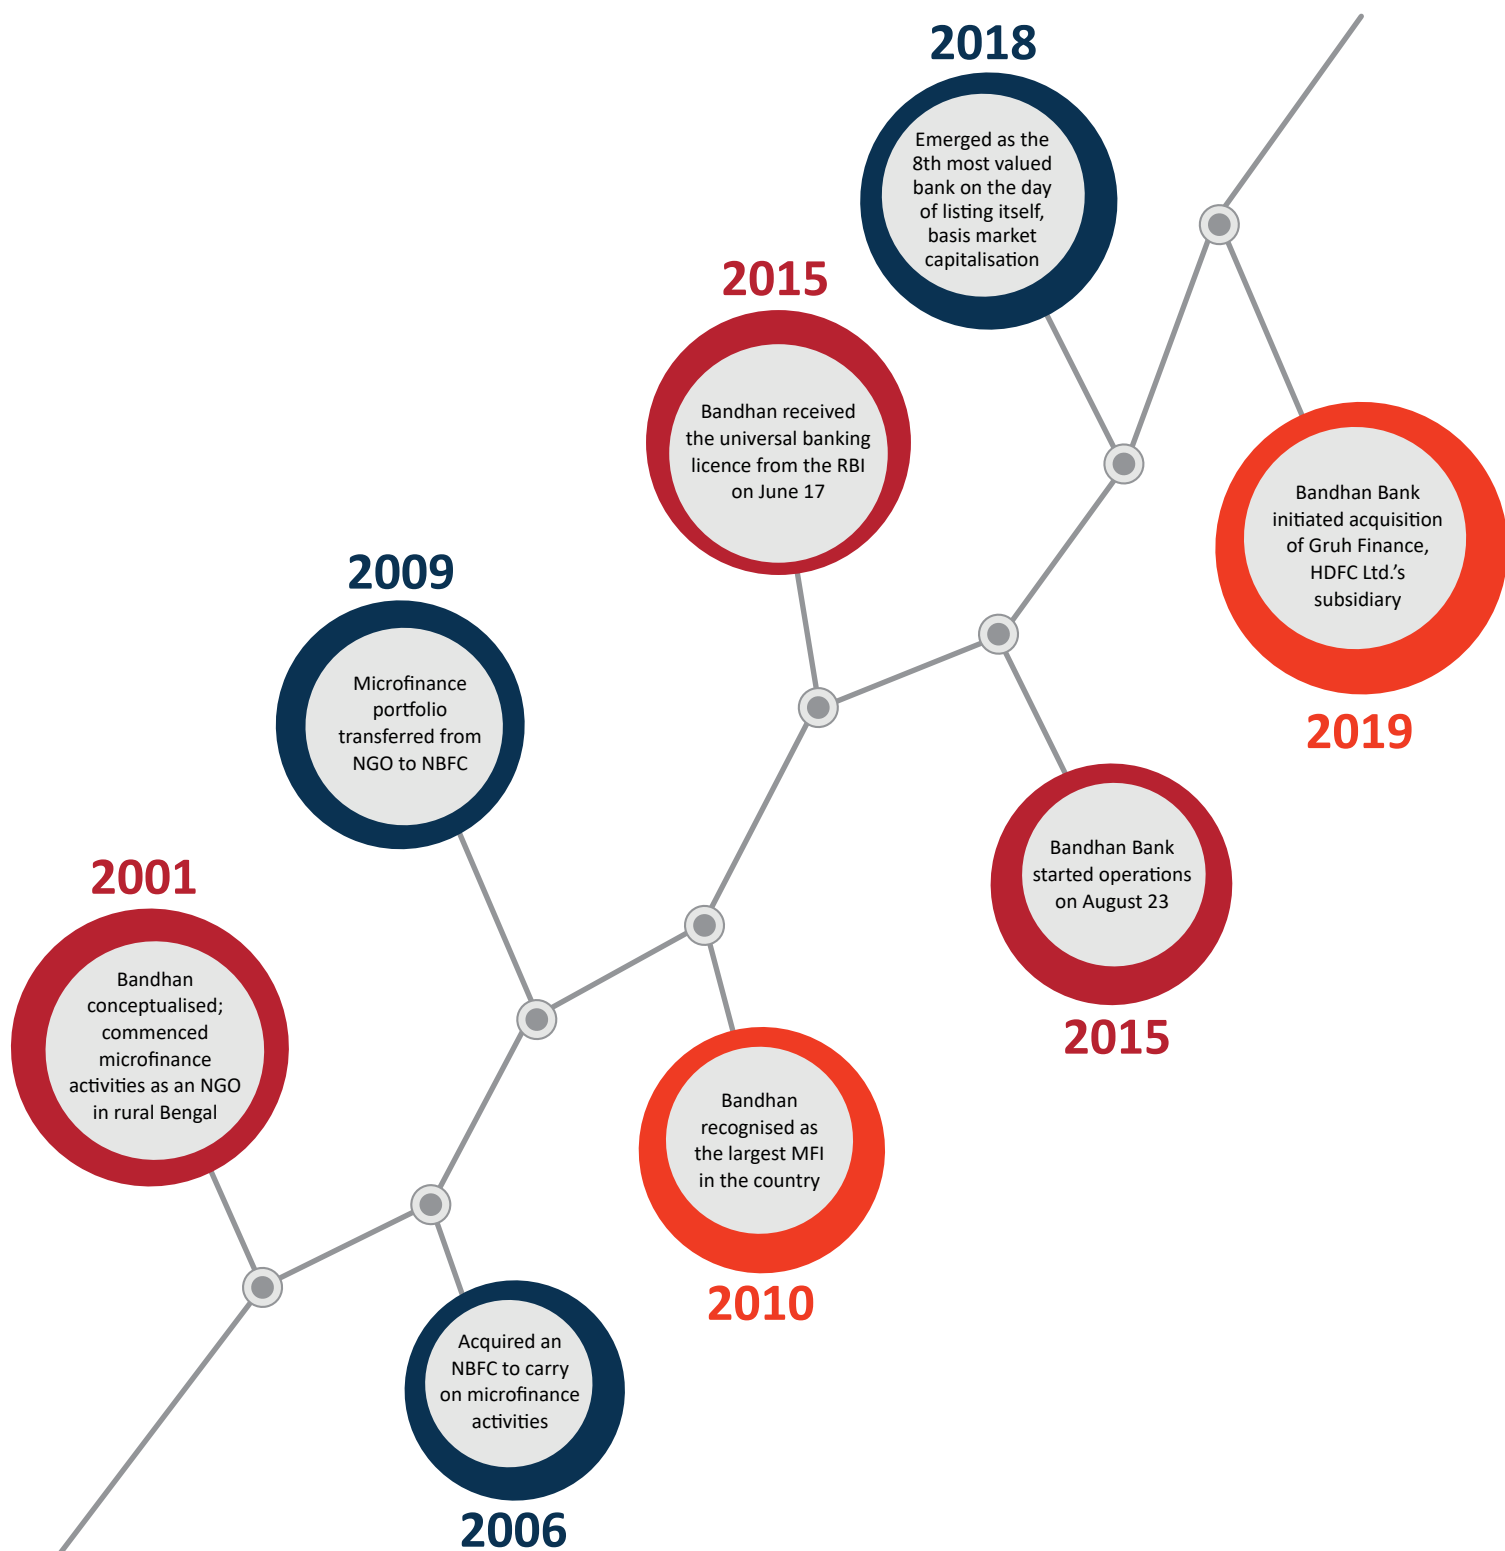 2001
Bandhan
conceptualised;
commenced
microfinance
activities as an NGO
in rural Bengal
Acquired an
NBFC to carry
on microfinance
activities
2006
2009
Microfinance
portfolio
transferred from
NGO to NBFC
Bandhan
recognised as
the largest MFI
in the country
2010
2015
Bandhan received
the universal banking
licence from the RBI
on June 17
Bandhan Bank
started operations
on August 23
2015
2018
Emerged as the
8th most valued
bank on the day
of listing itself,
basis market
capitalisation
Bandhan Bank
initiated acquisition
of Gruh Finance,
HDFC Ltd.'s
subsidiary
2019